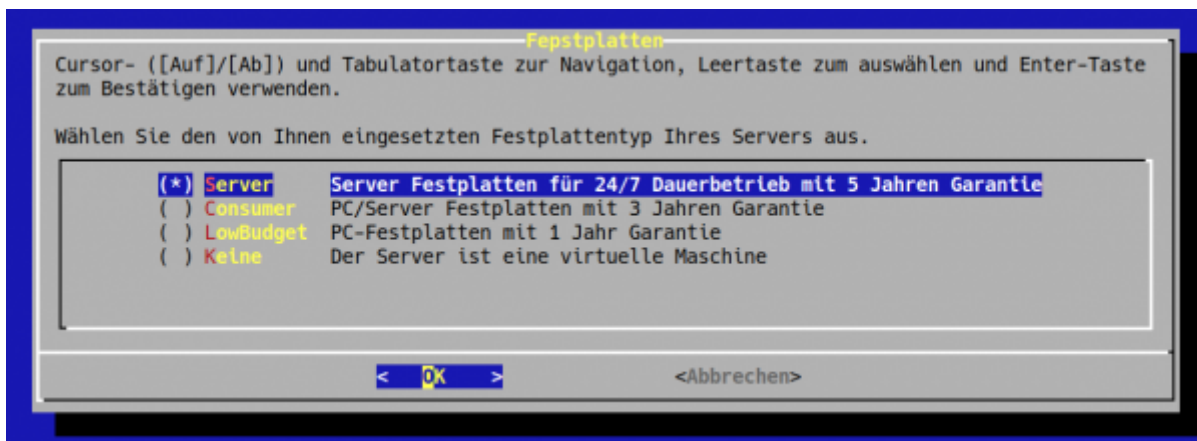 Fepstplatten
Cursor- ([Auf]/[Ab]) und Tabulatortaste zur Navigation, Leertaste zum auswählen und Enter-Taste
zum Bestätigen verwenden.
Wählen Sie den von Ihnen eingesetzten Festplattentyp Ihres Servers aus.
(*) Server Server Festplatten für 24/7 Dauerbetrieb mit 5 Jahren Garantie
( ) Consumer PC/Server Festplatten mit 3 Jahren Garantie
( ) LowBudget PC-Festplatten mit 1 Jahr Garantie
( ) Keine Der Server ist eine virtuelle Maschine
< OK > <Abbrechen>